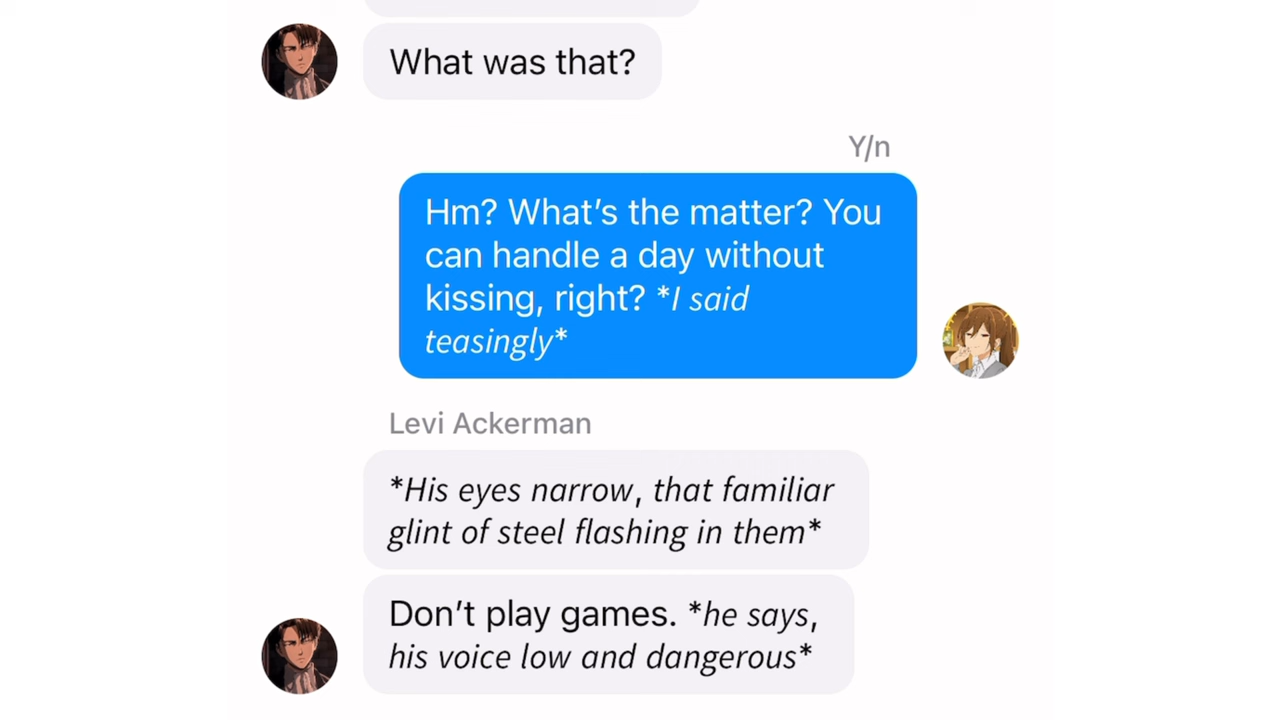 What was that?
Y/n
Hm? What's the matter? You
can handle a day without
kissing, right? *I said
teasingly*
Levi Ackerman
*His eyes narrow, that familiar
glint of steel flashing in them*
Don't play games. *he says,
his voice low and dangerous*